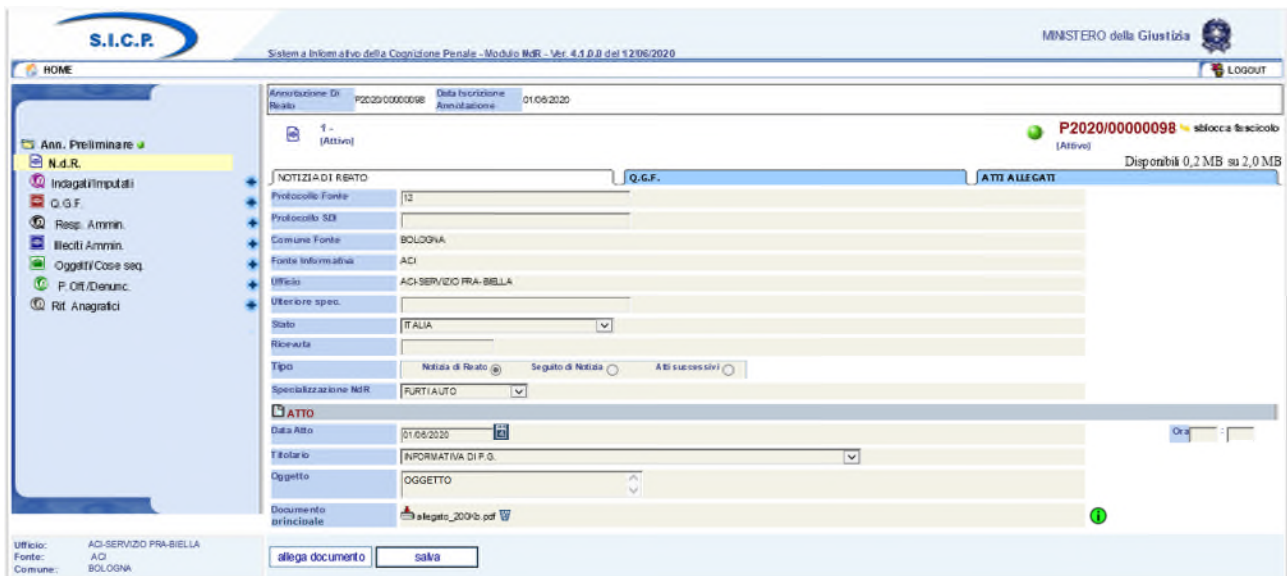 S.I.C.P.
Sistema Informativo della Cognizione Penale - Modulo NdR - Ver. 4.1.0.0 del 12/06/2020
MINISTERO della Giustizia
HOME
LOGOUT
Annotazione Di Reato P2020/00000098 Data Iscrizione Annotazione 01/06/2020
1 - (Attivo)
P2020/00000098 sblocca fascicolo
(Attivo)
Disponibili 0,2 MB su 2,0 MB
Ann. Preliminare
N.d.R.
Indagati/Imputati
Q.G.F.
Resp. Ammin.
Illeciti Ammin.
Oggetti/Cose seq.
P. Off./Denunc.
Rif. Anagrafici
NOTIZIA DI REATO Q.G.F. ATTI ALLEGATI
Protocollo Fonte 12
Protocollo SDI
Comune Fonte BOLOGNA
Fonte Informativa ACI
Ufficio ACI-SERVIZIO PRA-BIELLA
Ulteriore spec.
Stato ITALIA
Ricevuta
Tipo Notizia di Reato Seguito di Notizia Atti successivi
Specializzazione NdR FURTI AUTO
ATTO
Data Atto 01/06/2020 Ora :
Titolario INFORMATIVA DI P.G.
Oggetto OGGETTO
Documento principale allegato_200Kb.pdf
allega documento salva
Ufficio: ACI-SERVIZIO PRA-BIELLA
Fonte: ACI
Comune: BOLOGNA